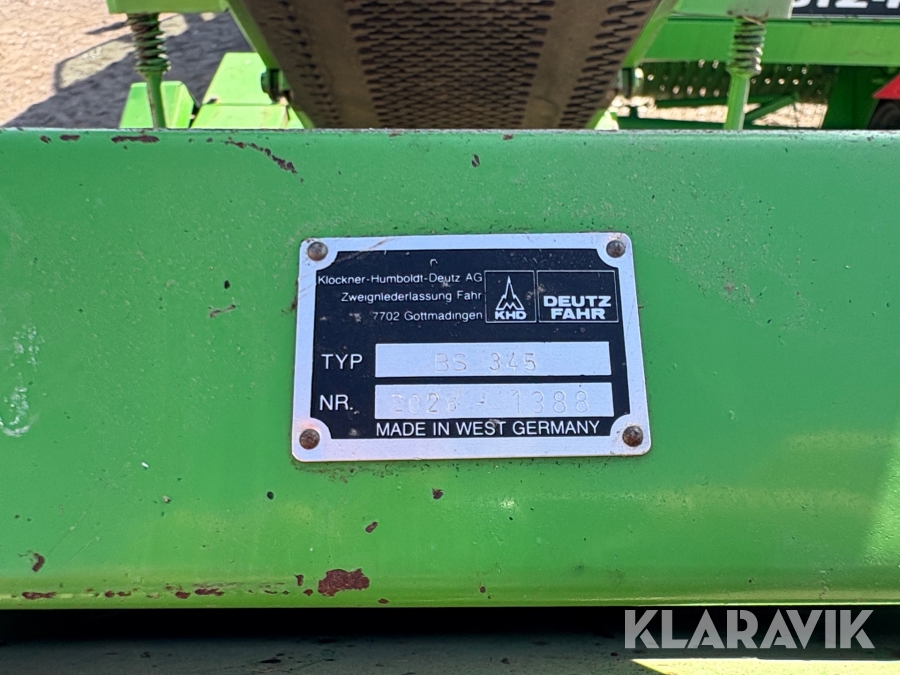 Klöckner-Humboldt-Deutz AG
Zweigniederlassung Fahr
7702 Gottmadingen
KHD
DEUTZ
FAHR
TYP BS 345
NR. 1388
MADE IN WEST GERMANY
KLARAVIK